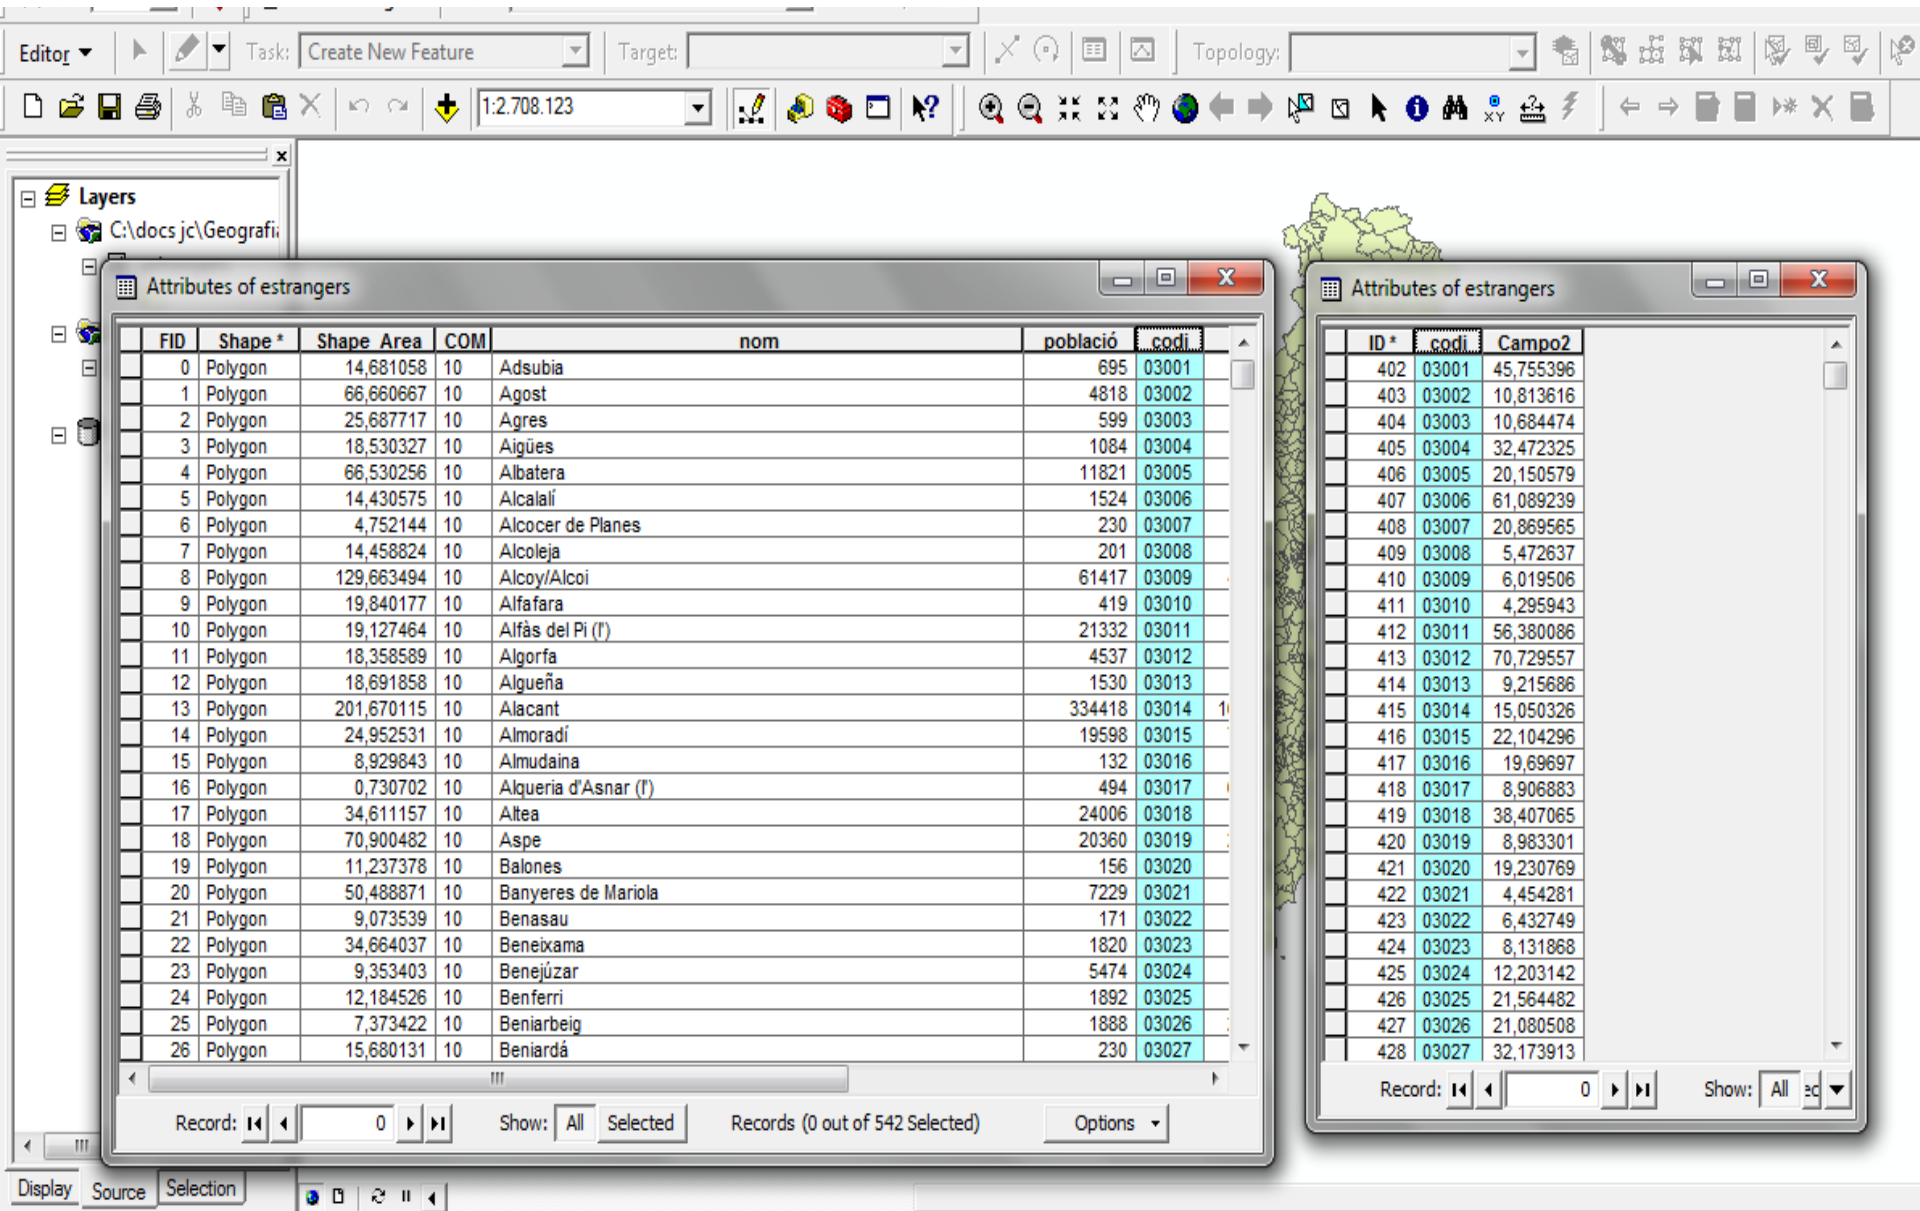 Editor Task: Create New Feature Target: Topology:
1:2.708.123
Layers
C:\docs jc\Geografi
Attributes of estrangers
FID Shape * Shape_Area COM nom població codi
0 Polygon 14,681058 10 Adsubia 695 03001
1 Polygon 66,660667 10 Agost 4818 03002
2 Polygon 25,687717 10 Agres 599 03003
3 Polygon 18,530327 10 Aigües 1084 03004
4 Polygon 66,530256 10 Albatera 11821 03005
5 Polygon 14,430575 10 Alcalalí 1524 03006
6 Polygon 4,752144 10 Alcocer de Planes 230 03007
7 Polygon 14,458824 10 Alcoleja 201 03008
8 Polygon 129,663494 10 Alcoy/Alcoi 61417 03009
9 Polygon 19,840177 10 Alfafara 419 03010
10 Polygon 19,127464 10 Alfàs del Pi (l') 21332 03011
11 Polygon 18,358589 10 Algorfa 4537 03012
12 Polygon 18,691858 10 Algueña 1530 03013
13 Polygon 201,670115 10 Alacant 334418 03014
14 Polygon 24,952531 10 Almoradí 19598 03015
15 Polygon 8,929843 10 Almudaina 132 03016
16 Polygon 0,730702 10 Alqueria d'Asnar (l') 494 03017
17 Polygon 34,611157 10 Altea 24006 03018
18 Polygon 70,900482 10 Aspe 20360 03019
19 Polygon 11,237378 10 Balones 156 03020
20 Polygon 50,488871 10 Banyeres de Mariola 7229 03021
21 Polygon 9,073539 10 Benasau 171 03022
22 Polygon 34,664037 10 Beneixama 1820 03023
23 Polygon 9,353403 10 Benejúzar 5474 03024
24 Polygon 12,184526 10 Benferri 1892 03025
25 Polygon 7,373422 10 Beniarbeig 1888 03026
26 Polygon 15,680131 10 Beniardá 230 03027
Record: 0 Show: All Selected Records (0 out of 542 Selected) Options
Attributes of estrangers
ID * codi Campo2
402 03001 45,755396
403 03002 10,813616
404 03003 10,684474
405 03004 32,472325
406 03005 20,150579
407 03006 61,089239
408 03007 20,869565
409 03008 5,472637
410 03009 6,019506
411 03010 4,295943
412 03011 56,380086
413 03012 70,729557
414 03013 9,215686
415 03014 15,050326
416 03015 22,104296
417 03016 19,69697
418 03017 8,906883
419 03018 38,407065
420 03019 8,983301
421 03020 19,230769
422 03021 4,454281
423 03022 6,432749
424 03023 8,131868
425 03024 12,203142
426 03025 21,564482
427 03026 21,080508
428 03027 32,173913
Record: 0 Show: All
Display Source Selection